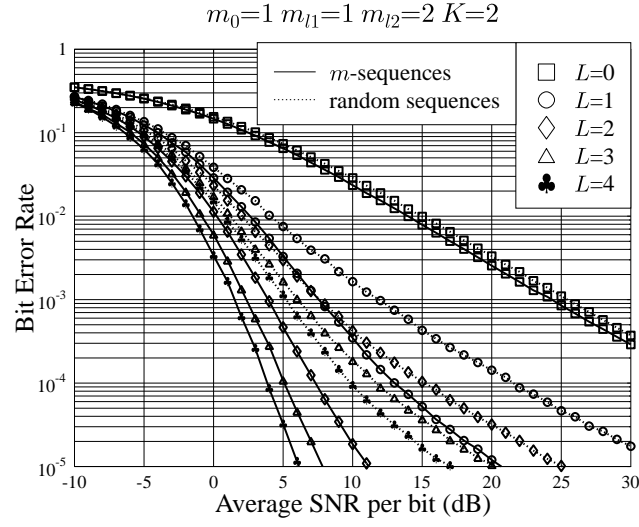 m₀=1 mₗ₁=1 mₗ₂=2 K=2
1
10⁻¹
10⁻²
10⁻³
10⁻⁴
10⁻⁵
Bit Error Rate
m-sequences
random sequences
L=0
L=1
L=2
L=3
L=4
-10 -5 0 5 10 15 20 25 30
Average SNR per bit (dB)